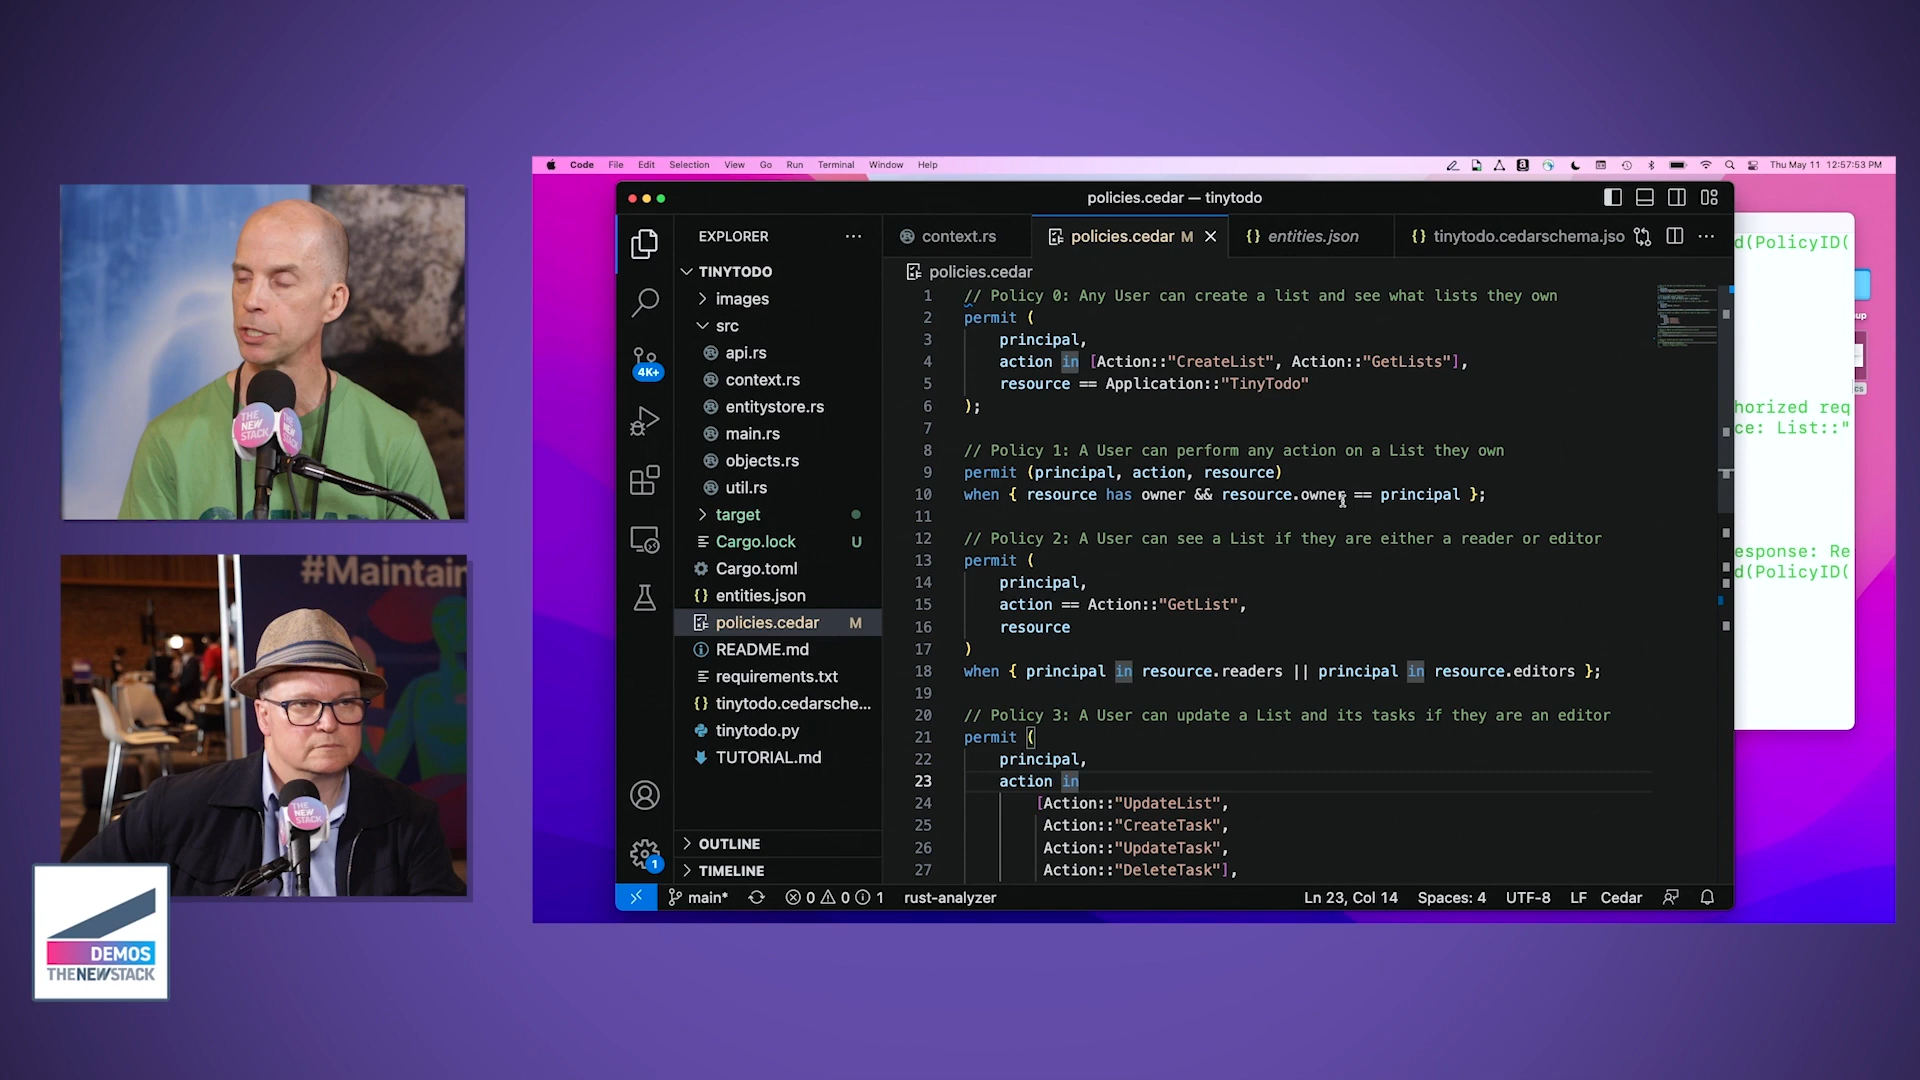 Code File Edit Selection View Go Run Terminal Window Help
Thu May 11 12:57:53 PM
policies.cedar — tinytodo
EXPLORER
context.rs
policies.cedar M
entities.json
tinytodo.cedarschema.jso
TINYTODO
images
src
api.rs
context.rs
entitystore.rs
main.rs
objects.rs
util.rs
target
Cargo.lock U
Cargo.toml
entities.json
policies.cedar M
README.md
requirements.txt
tinytodo.cedarsche...
tinytodo.py
TUTORIAL.md
OUTLINE
TIMELINE
4K+
1
policies.cedar
1 // Policy 0: Any User can create a list and see what lists they own
2 permit (
3 principal,
4 action in [Action::"CreateList", Action::"GetLists"],
5 resource == Application::"TinyTodo"
6 );
7
8 // Policy 1: A User can perform any action on a List they own
9 permit (principal, action, resource)
10 when { resource has owner && resource.owner == principal };
11
12 // Policy 2: A User can see a List if they are either a reader or editor
13 permit (
14 principal,
15 action == Action::"GetList",
16 resource
17 )
18 when { principal in resource.readers || principal in resource.editors };
19
20 // Policy 3: A User can update a List and its tasks if they are an editor
21 permit (
22 principal,
23 action in
24 [Action::"UpdateList",
25 Action::"CreateTask",
26 Action::"UpdateTask",
27 Action::"DeleteTask"],
main* 0 0 1 rust-analyzer
Ln 23, Col 14 Spaces: 4 UTF-8 LF Cedar
d(PolicyID(
horized req
ce: List::"
esponse: Re
d(PolicyID(
up
cs
THE NEW STACK
#Maintain
THE NEW STACK
DEMOS
THENEWSTACK